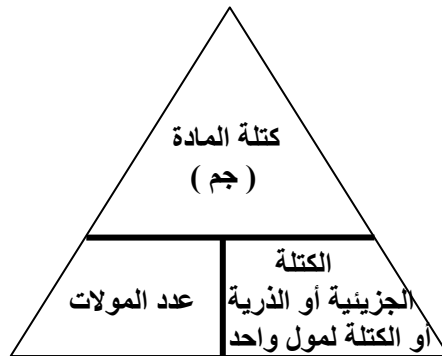 كتلة المادة
( جم )
الكتلة
الجزيئية أو الذرية
أو الكتلة لمول واحد
عدد المولات